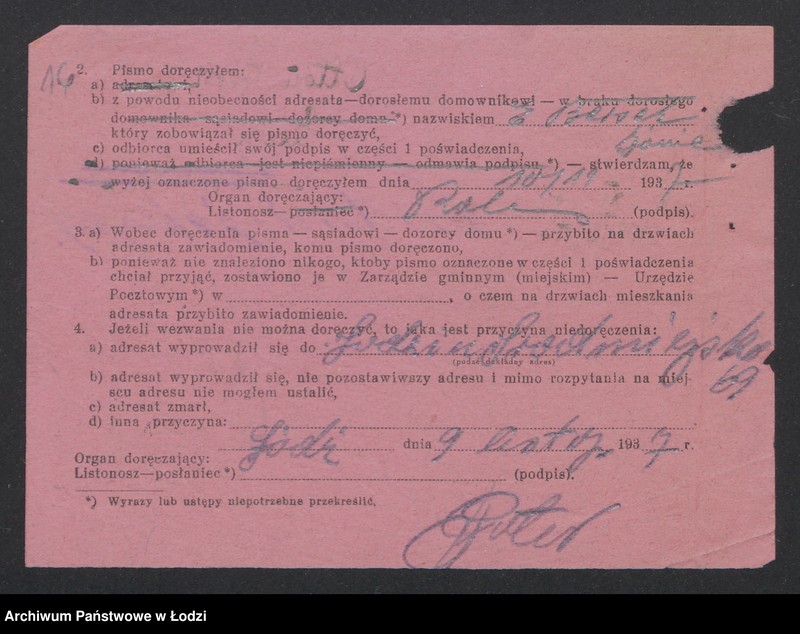 16
2. Pismo doręczyłem:
a) adresatowi
b) z powodu nieobecności adresata—dorosłemu domownikowi — w braku dorosłego
domownika sąsiadowi - dozorcy domu *) nazwiskiem
który zobowiązał się pismo doręczyć,
c) odbiorca umieścił swój podpis w części 1 poświadczenia,
d) ponieważ odbiorca jest niepiśmienny — odmawia podpisu *) — stwierdzam, że
wyżej oznaczone pismo doręczyłem dnia 10/11 1937 r.
Organ doręczający:
Listonosz—posłaniec *) (podpis).
3. a) Wobec doręczenia pisma — sąsiadowi — dozorcy domu *) — przybito na drzwiach
adresata zawiadomienie, komu pismo doręczono,
b) ponieważ nie znaleziono nikogo, ktoby pismo oznaczone w części 1 poświadczenia
chciał przyjąć, zostawiono je w Zarządzie gminnym (miejskim) — Urzędzie
Pocztowym *) w , o czem na drzwiach mieszkania
adresata przybito zawiadomienie.
4. Jeżeli wezwania nie można doręczyć, to jaka jest przyczyna niedoręczenia:
a) adresat wyprowadził się do
(podać dokładny adres)
69
b) adresat wyprowadził się, nie pozostawiwszy adresu i mimo rozpytania na miej-
scu adresu nie mogłem ustalić,
c) adresat zmarł,
d) inna przyczyna:
Łódź dnia 9 listop. 1937 r.
Organ doręczający:
Listonosz—posłaniec *) (podpis).
*) Wyrazy lub ustępy niepotrzebne przekreślić.
Archiwum Państwowe w Łodzi